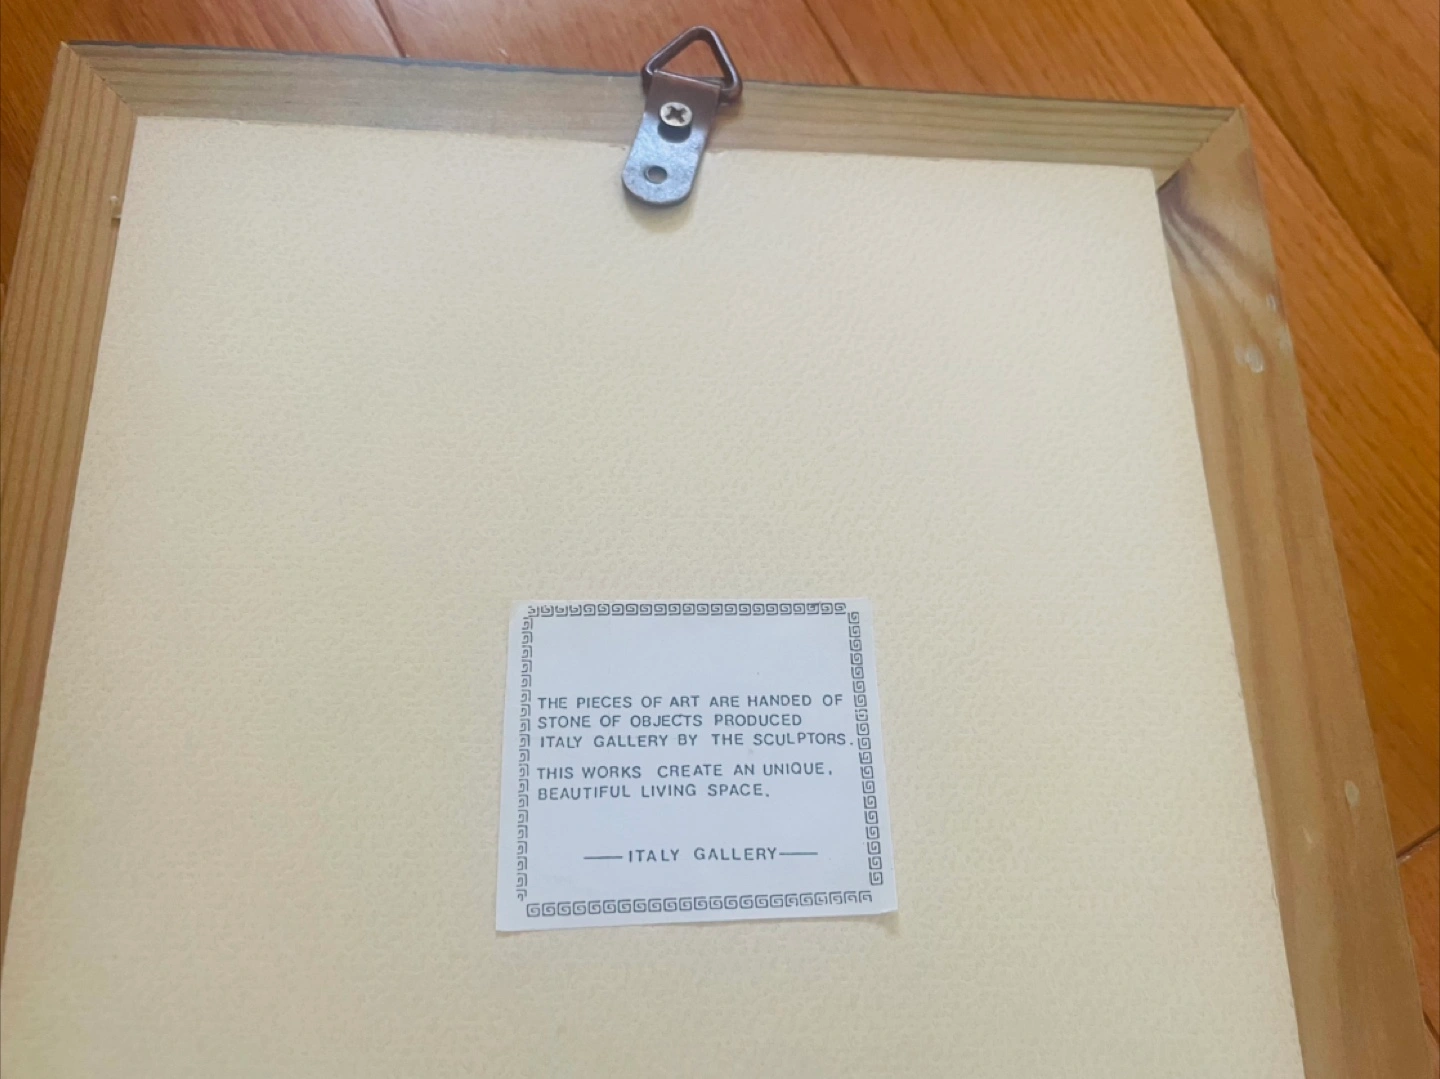 THE PIECES OF ART ARE HANDED OF
STONE OF OBJECTS PRODUCED
ITALY GALLERY BY THE SCULPTORS.
THIS WORKS CREATE AN UNIQUE.
BEAUTIFUL LIVING SPACE.
ITALY GALLERY